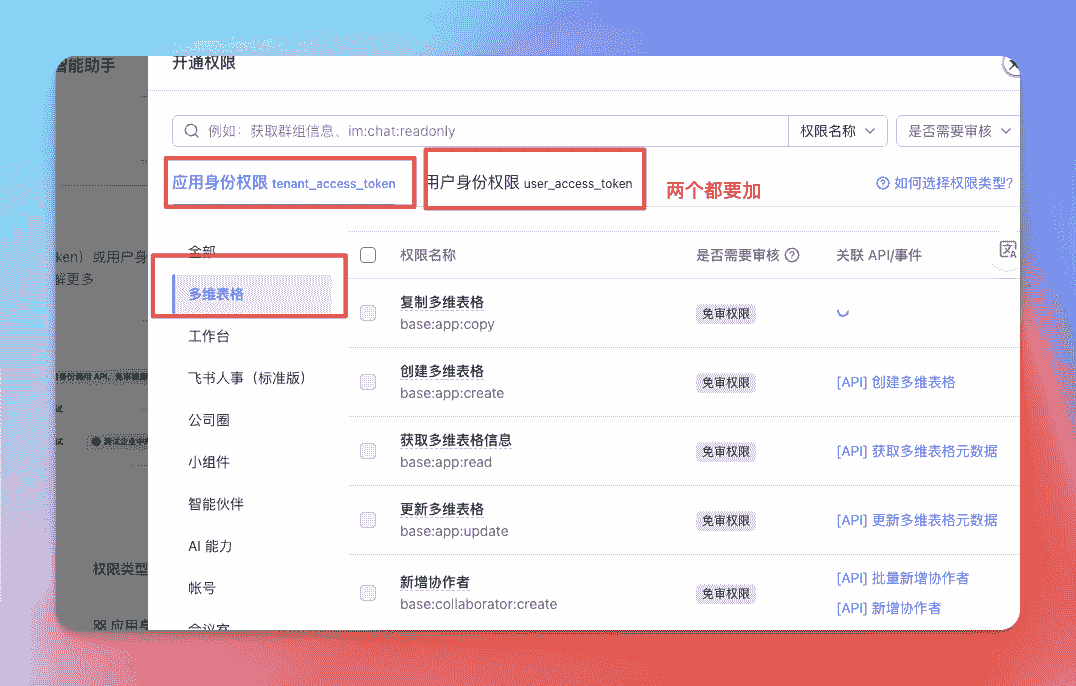 智能助手
开通权限
例如：获取群组信息、im:chat:readonly
权限名称
是否需要审核
应用身份权限 tenant_access_token
用户身份权限 user_access_token
两个都要加
如何选择权限类型?
ken）或用户身
解更多
全部
多维表格
工作台
飞书人事（标准版）
公司圈
小组件
智能伙伴
AI 能力
帐号
会议室
权限名称
是否需要审核
关联 API/事件
复制多维表格
base:app:copy
免审权限
创建多维表格
base:app:create
免审权限
[API] 创建多维表格
获取多维表格信息
base:app:read
免审权限
[API] 获取多维表格元数据
更新多维表格
base:app:update
免审权限
[API] 更新多维表格元数据
新增协作者
base:collaborator:create
免审权限
[API] 批量新增协作者
[API] 新增协作者
权限类型
应用身